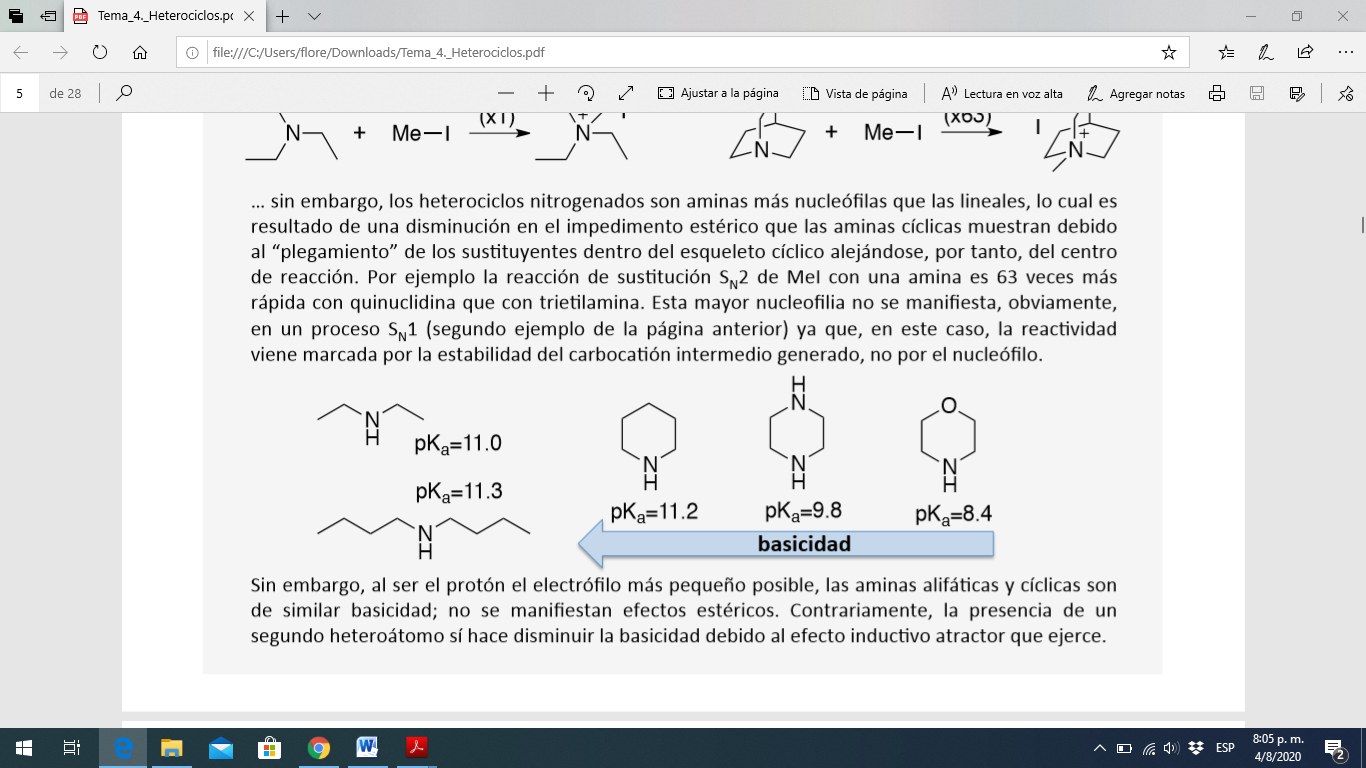 Tema_4._Heterociclos.pd
file:///C:/Users/flore/Downloads/Tema_4._Heterociclos.pdf
5 de 28 Ajustar a la página Vista de página Lectura en voz alta Agregar notas
N + Me—I (x1) N + N + Me—I (x63) I N +
... sin embargo, los heterociclos nitrogenados son aminas más nucleófilas que las lineales, lo cual es
resultado de una disminución en el impedimento estérico que las aminas cíclicas muestran debido
al “plegamiento” de los sustituyentes dentro del esqueleto cíclico alejándose, por tanto, del centro
de reacción. Por ejemplo la reacción de sustitución SN2 de MeI con una amina es 63 veces más
rápida con quinuclidina que con trietilamina. Esta mayor nucleofilia no se manifiesta, obviamente,
en un proceso SN1 (segundo ejemplo de la página anterior) ya que, en este caso, la reactividad
viene marcada por la estabilidad del carbocatión intermedio generado, no por el nucleófilo.
N H pKa=11.0
pKa=11.3
N H
N H pKa=11.2
H N N H pKa=9.8
O N H pKa=8.4
basicidad
Sin embargo, al ser el protón el electrófilo más pequeño posible, las aminas alifáticas y cíclicas son
de similar basicidad; no se manifiestan efectos estéricos. Contrariamente, la presencia de un
segundo heteroátomo sí hace disminuir la basicidad debido al efecto inductivo atractor que ejerce.
ESP
8:05 p. m.
4/8/2020
2